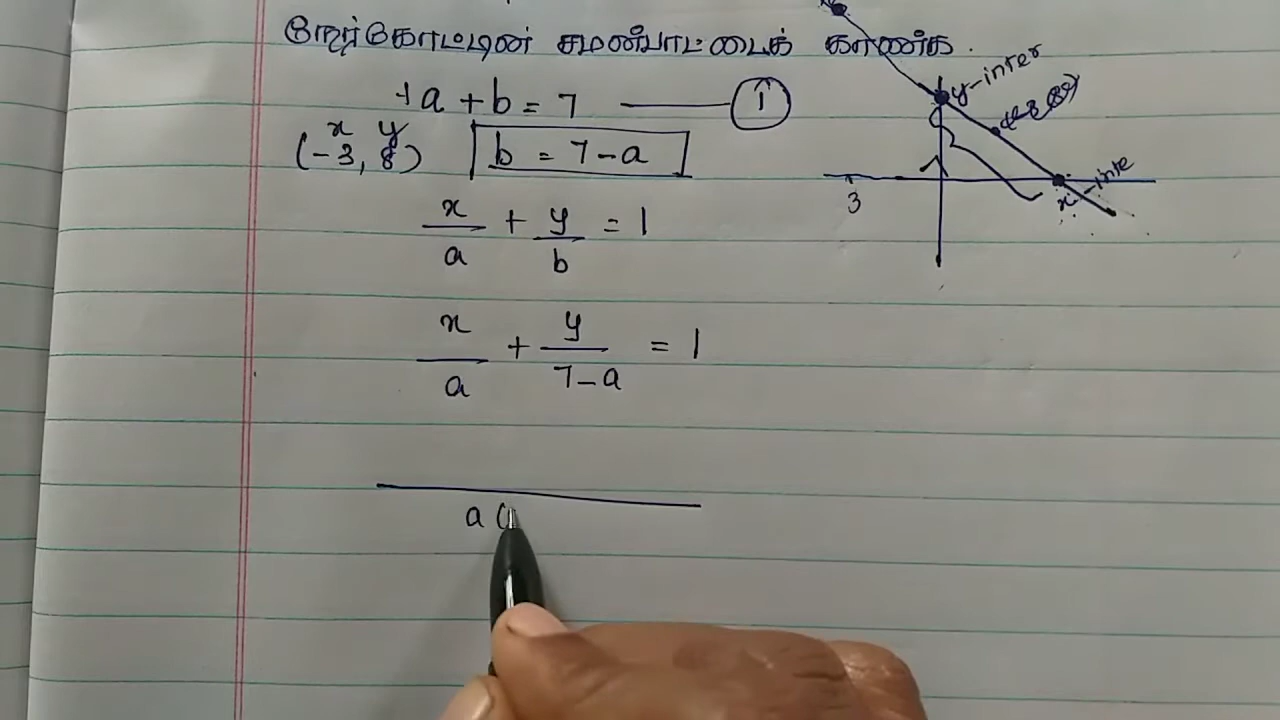 நேர்கோட்டின் சமன்பாட்டைக் காண்க.
a + b = 7 ——— 1
x y
(-3, 8)
b = 7-a
x/a + y/b = 1
x/a + y/7-a = 1
a (
y-inter
x-inte
3